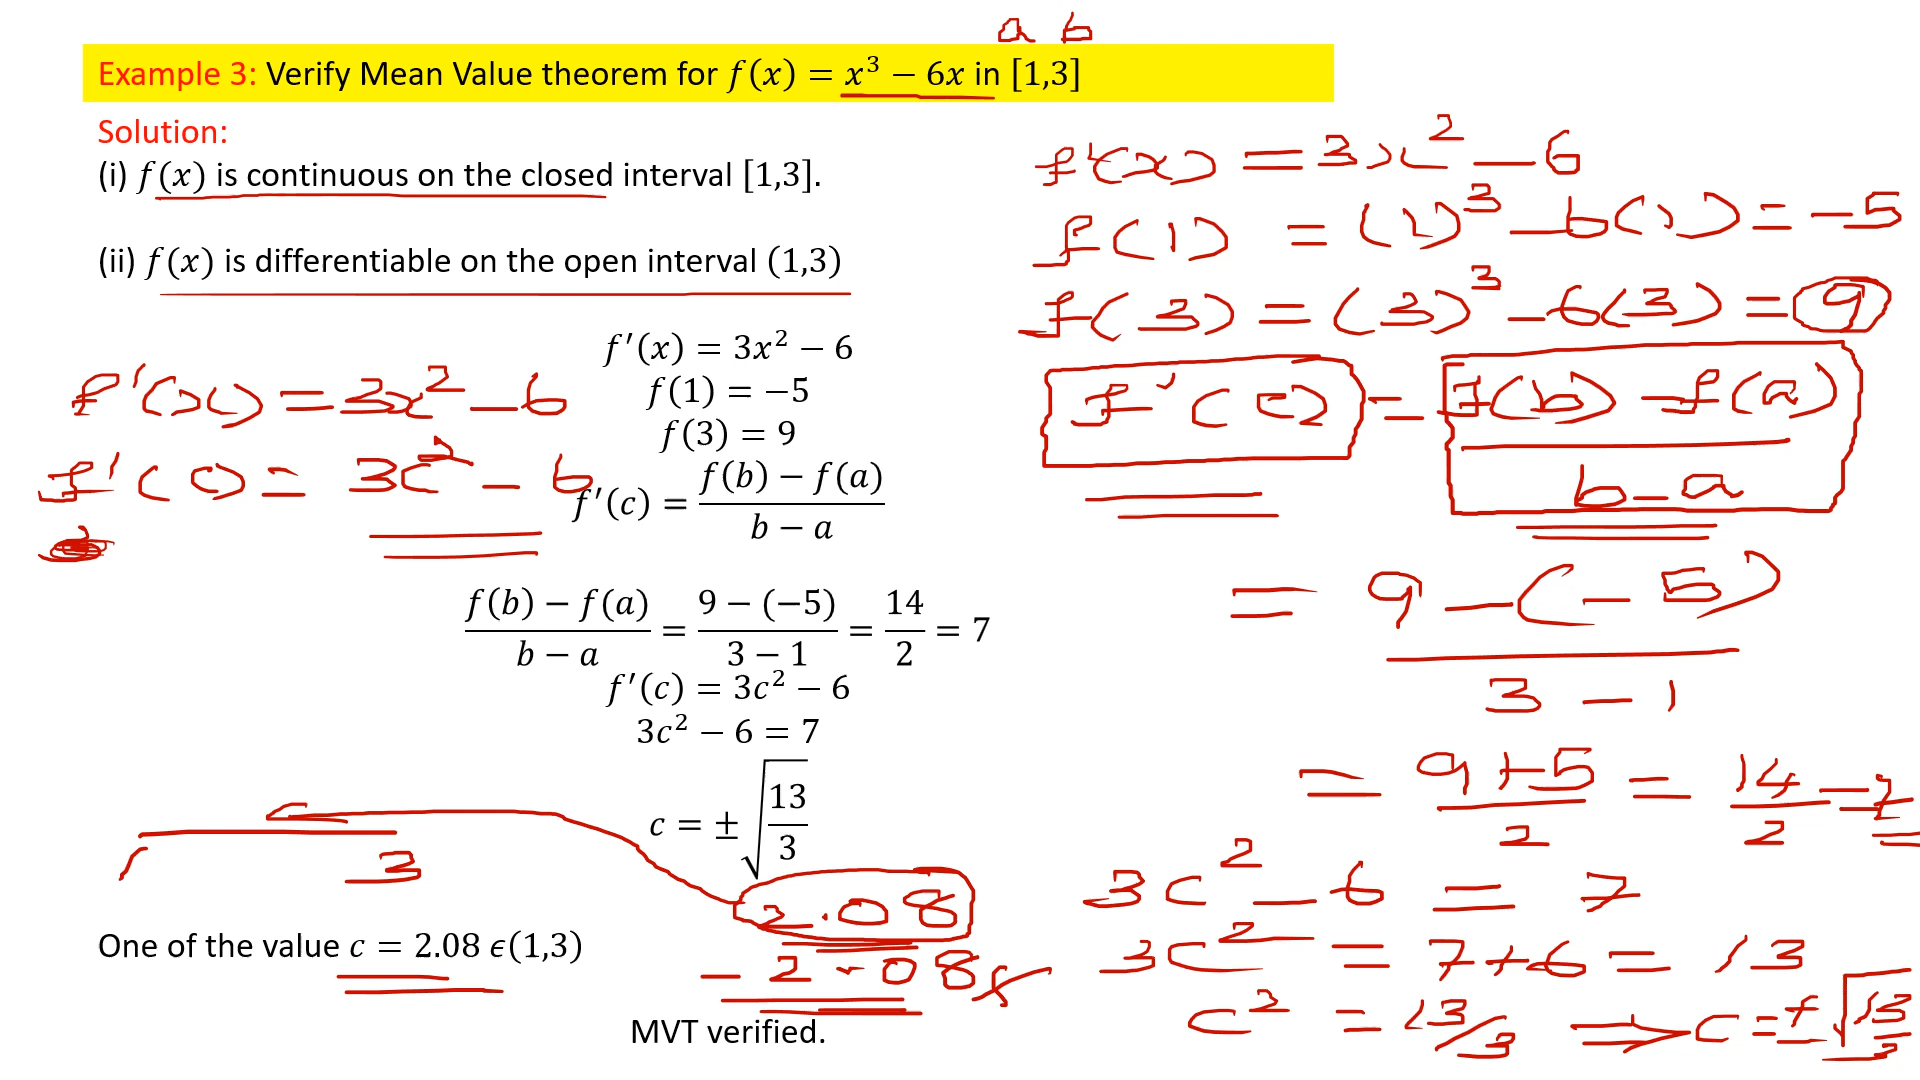 a b
Example 3: Verify Mean Value theorem for f(x) = x³ − 6x in [1,3]
Solution:
(i) f(x) is continuous on the closed interval [1,3].
(ii) f(x) is differentiable on the open interval (1,3)
f′(x) = 3x² − 6
f(1) = −5
f(3) = 9
f′(c) = (f(b) − f(a))/(b − a)
(f(b) − f(a))/(b − a) = (9 − (−5))/(3 − 1) = 14/2 = 7
f′(c) = 3c² − 6
3c² − 6 = 7
c = ±√(13/3)
One of the value c = 2.08 ϵ(1,3)
MVT verified.
f'(x) = 3x² − 6
f'(c) = 3c² − 6
c
3
2.08
− 2.08 x
f'(x) = 3x² − 6
f(1) = (1)³ − 6(1) = −5
f(3) = (3)³ − 6(3) = 9
f'(c) = (f(b) − f(a))/(b − a)
= (9 − (−5))/(3 − 1)
= (9+5)/2 = 14/2 = 7
3c² − 6 = 7
3c² = 7+6 = 13
c² = 13/3 ⟹ c = ±√(13/3)